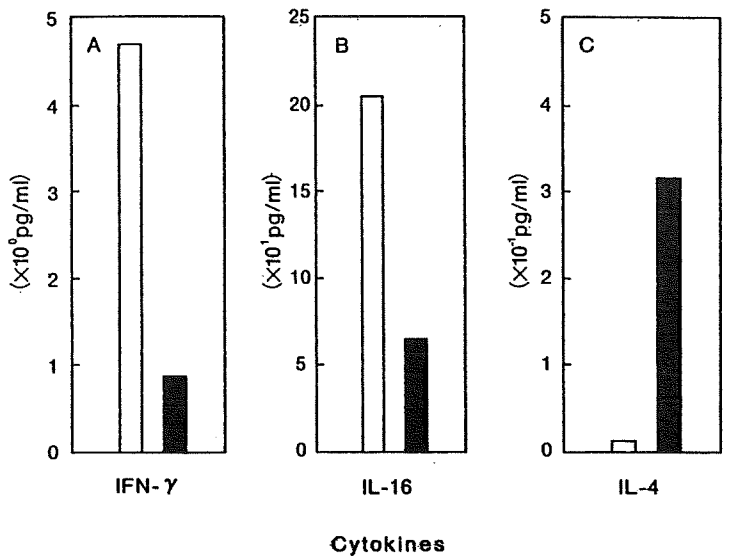 A
5
4
3
2
1
0
(×10⁰pg/ml)
IFN-γ
B
25
20
15
10
5
0
(×10¹pg/ml)
IL-16
C
5
4
3
2
1
0
(×10⁻¹pg/ml)
IL-4
Cytokines